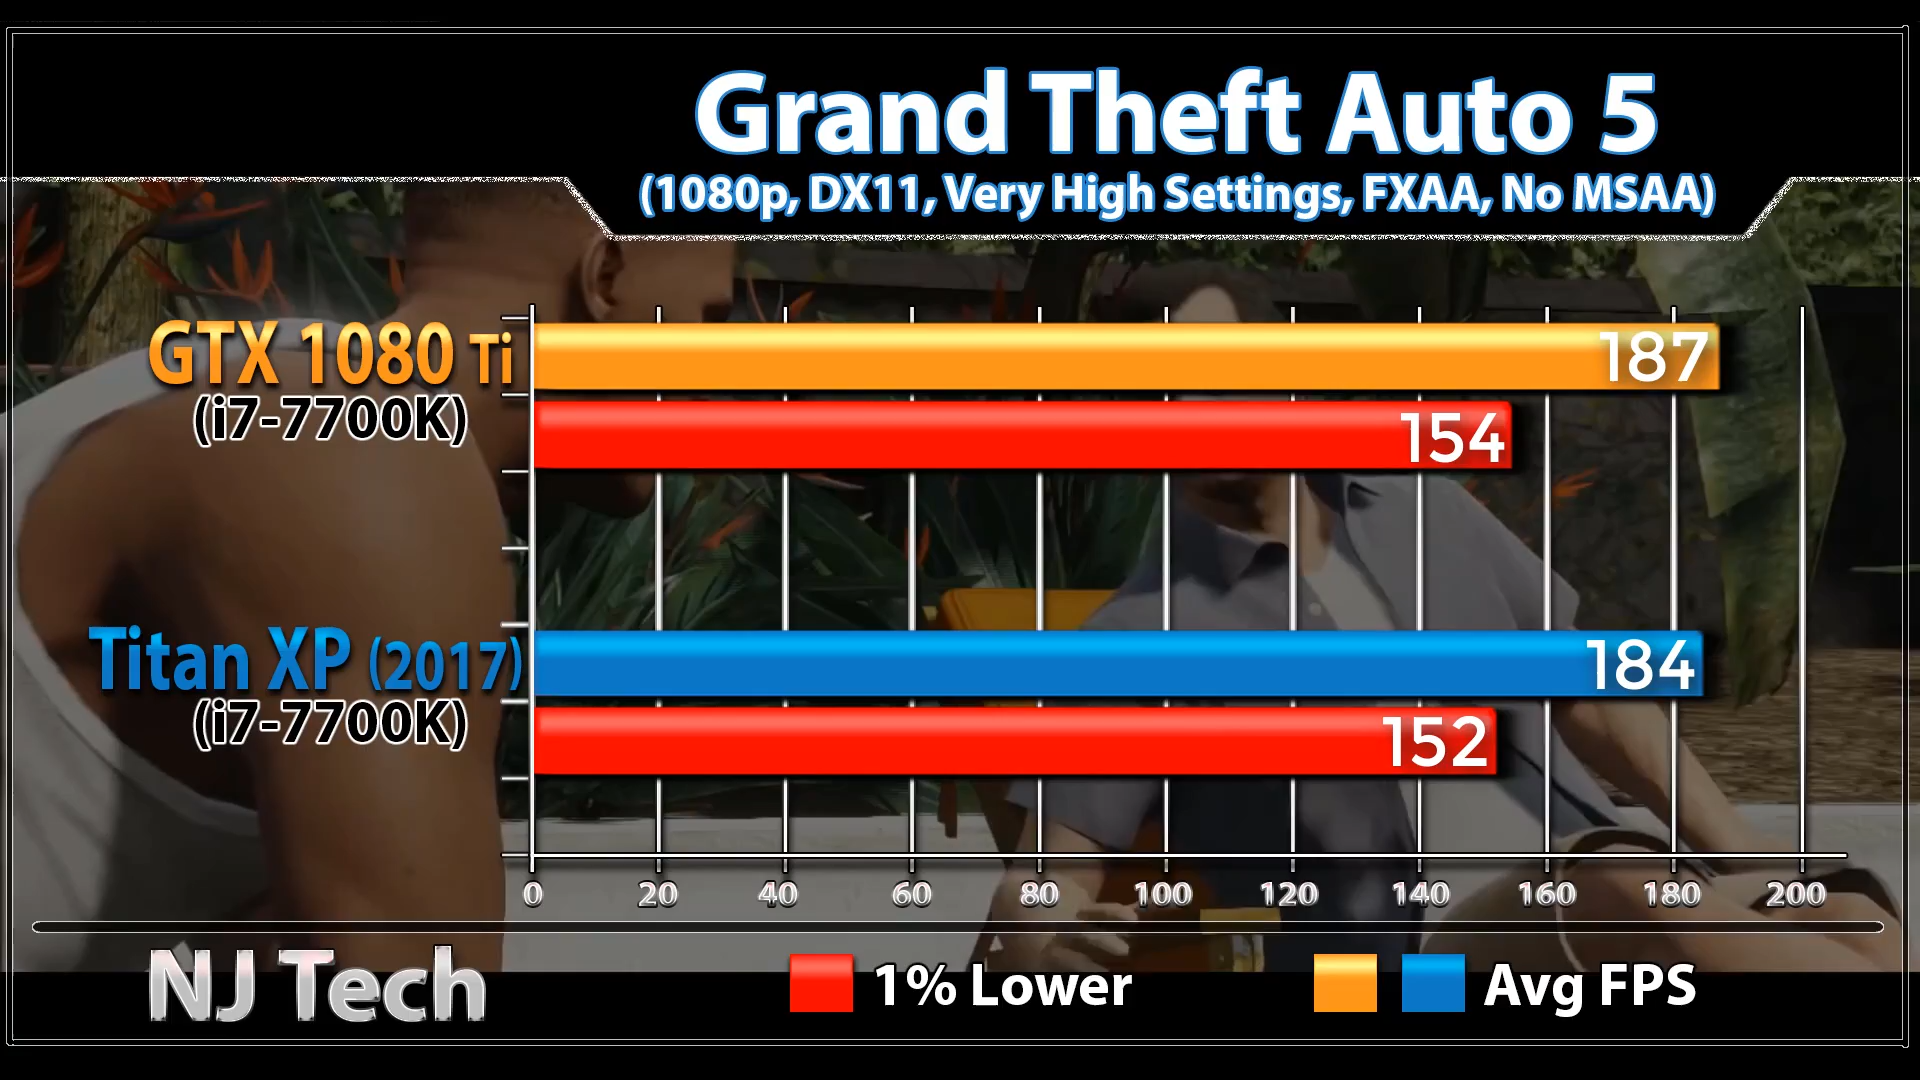 Grand Theft Auto 5
(1080p, DX11, Very High Settings, FXAA, No MSAA)
GTX 1080 Ti
(i7-7700K)
187
154
Titan XP (2017)
(i7-7700K)
184
152
0 20 40 60 80 100 120 140 160 180 200
NJ Tech
1% Lower
Avg FPS